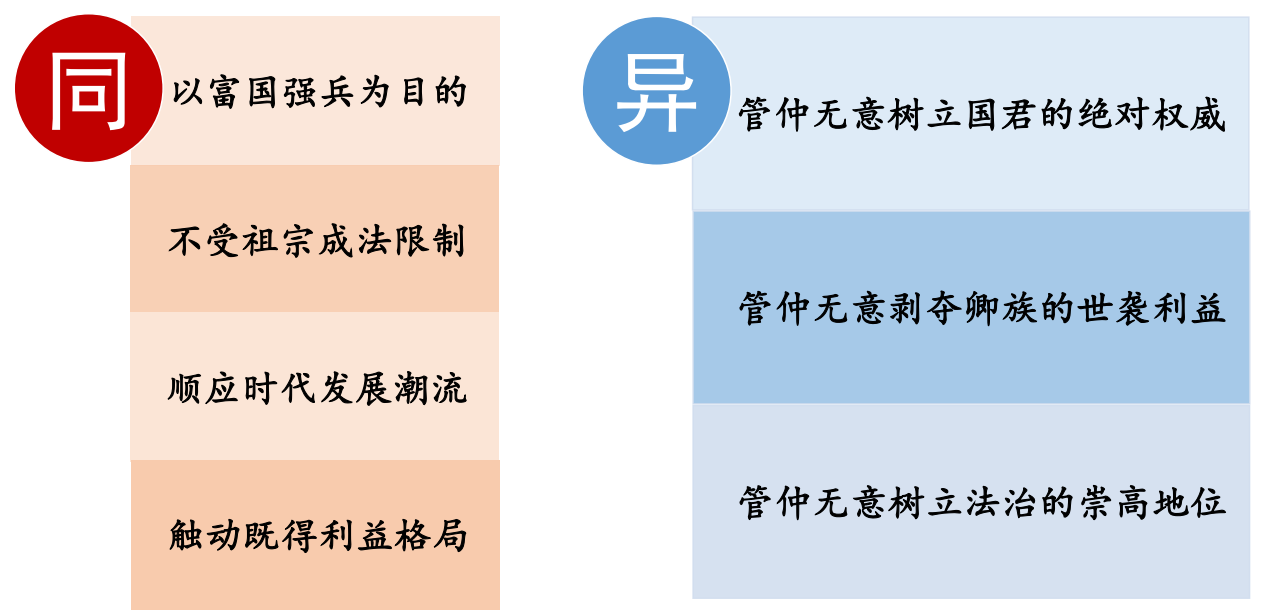 同
以富国强兵为目的
不受祖宗成法限制
顺应时代发展潮流
触动既得利益格局
异
管仲无意树立国君的绝对权威
管仲无意剥夺卿族的世袭利益
管仲无意树立法治的崇高地位